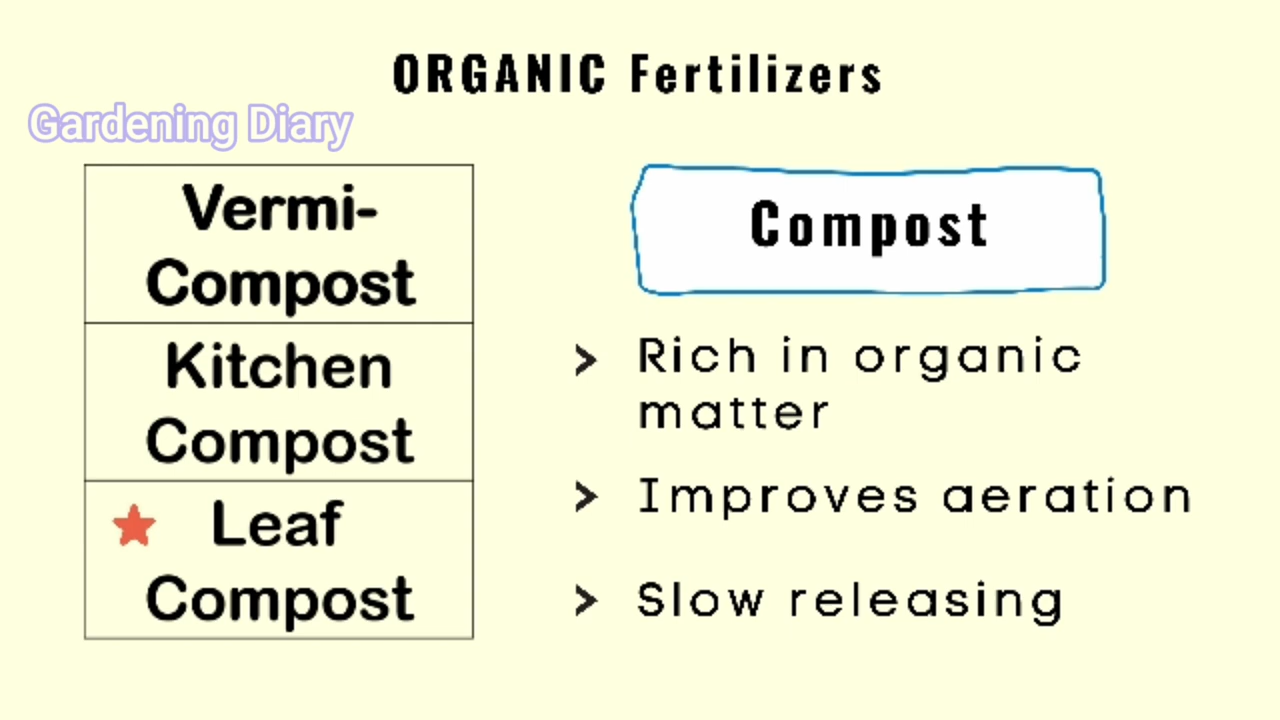 ORGANIC Fertilizers
Gardening Diary
Vermi-
Compost
Kitchen
Compost
Leaf
Compost
Compost
> Rich in organic
matter
> Improves aeration
> Slow releasing